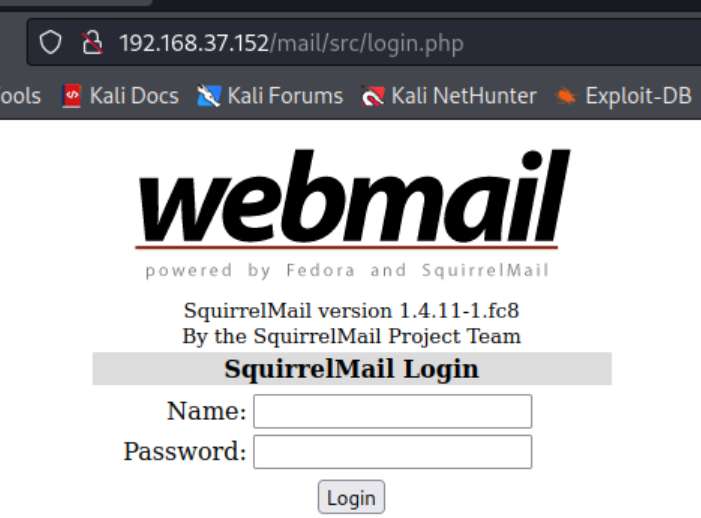 192.168.37.152/mail/src/login.php
ools Kali Docs Kali Forums Kali NetHunter Exploit-DB
webmail
powered by Fedora and SquirrelMail
SquirrelMail version 1.4.11-1.fc8
By the SquirrelMail Project Team
SquirrelMail Login
Name:
Password:
Login